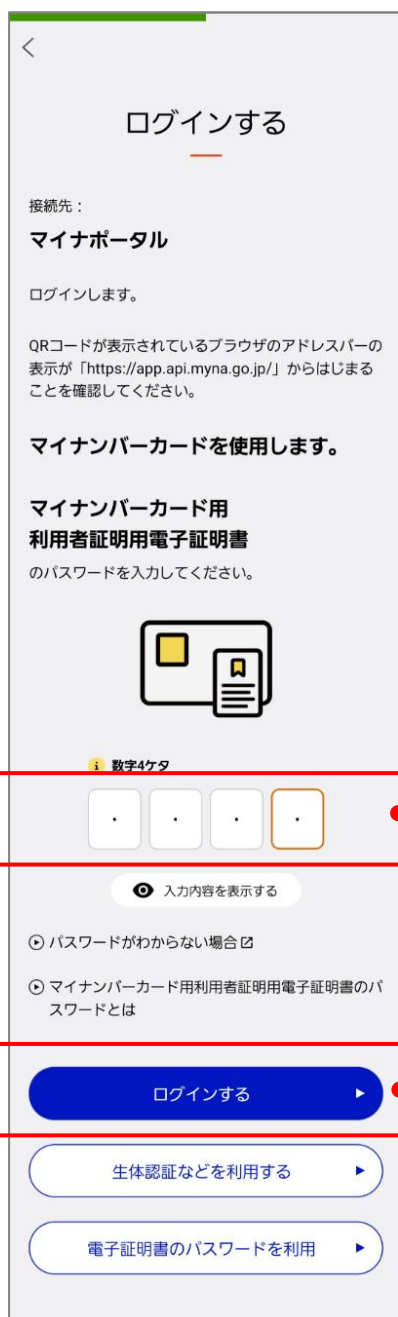 ログインする
接続先：
マイナポータル
ログインします。
QRコードが表示されているブラウザのアドレスバーの
表示が「https://app.api.myna.go.jp/」からはじまる
ことを確認してください。
マイナンバーカードを使用します。
マイナンバーカード用
利用者証明用電子証明書
のパスワードを入力してください。
i 数字4ケタ
入力内容を表示する
パスワードがわからない場合
マイナンバーカード用利用者証明用電子証明書のパ
スワードとは
ログインする
生体認証などを利用する
電子証明書のパスワードを利用